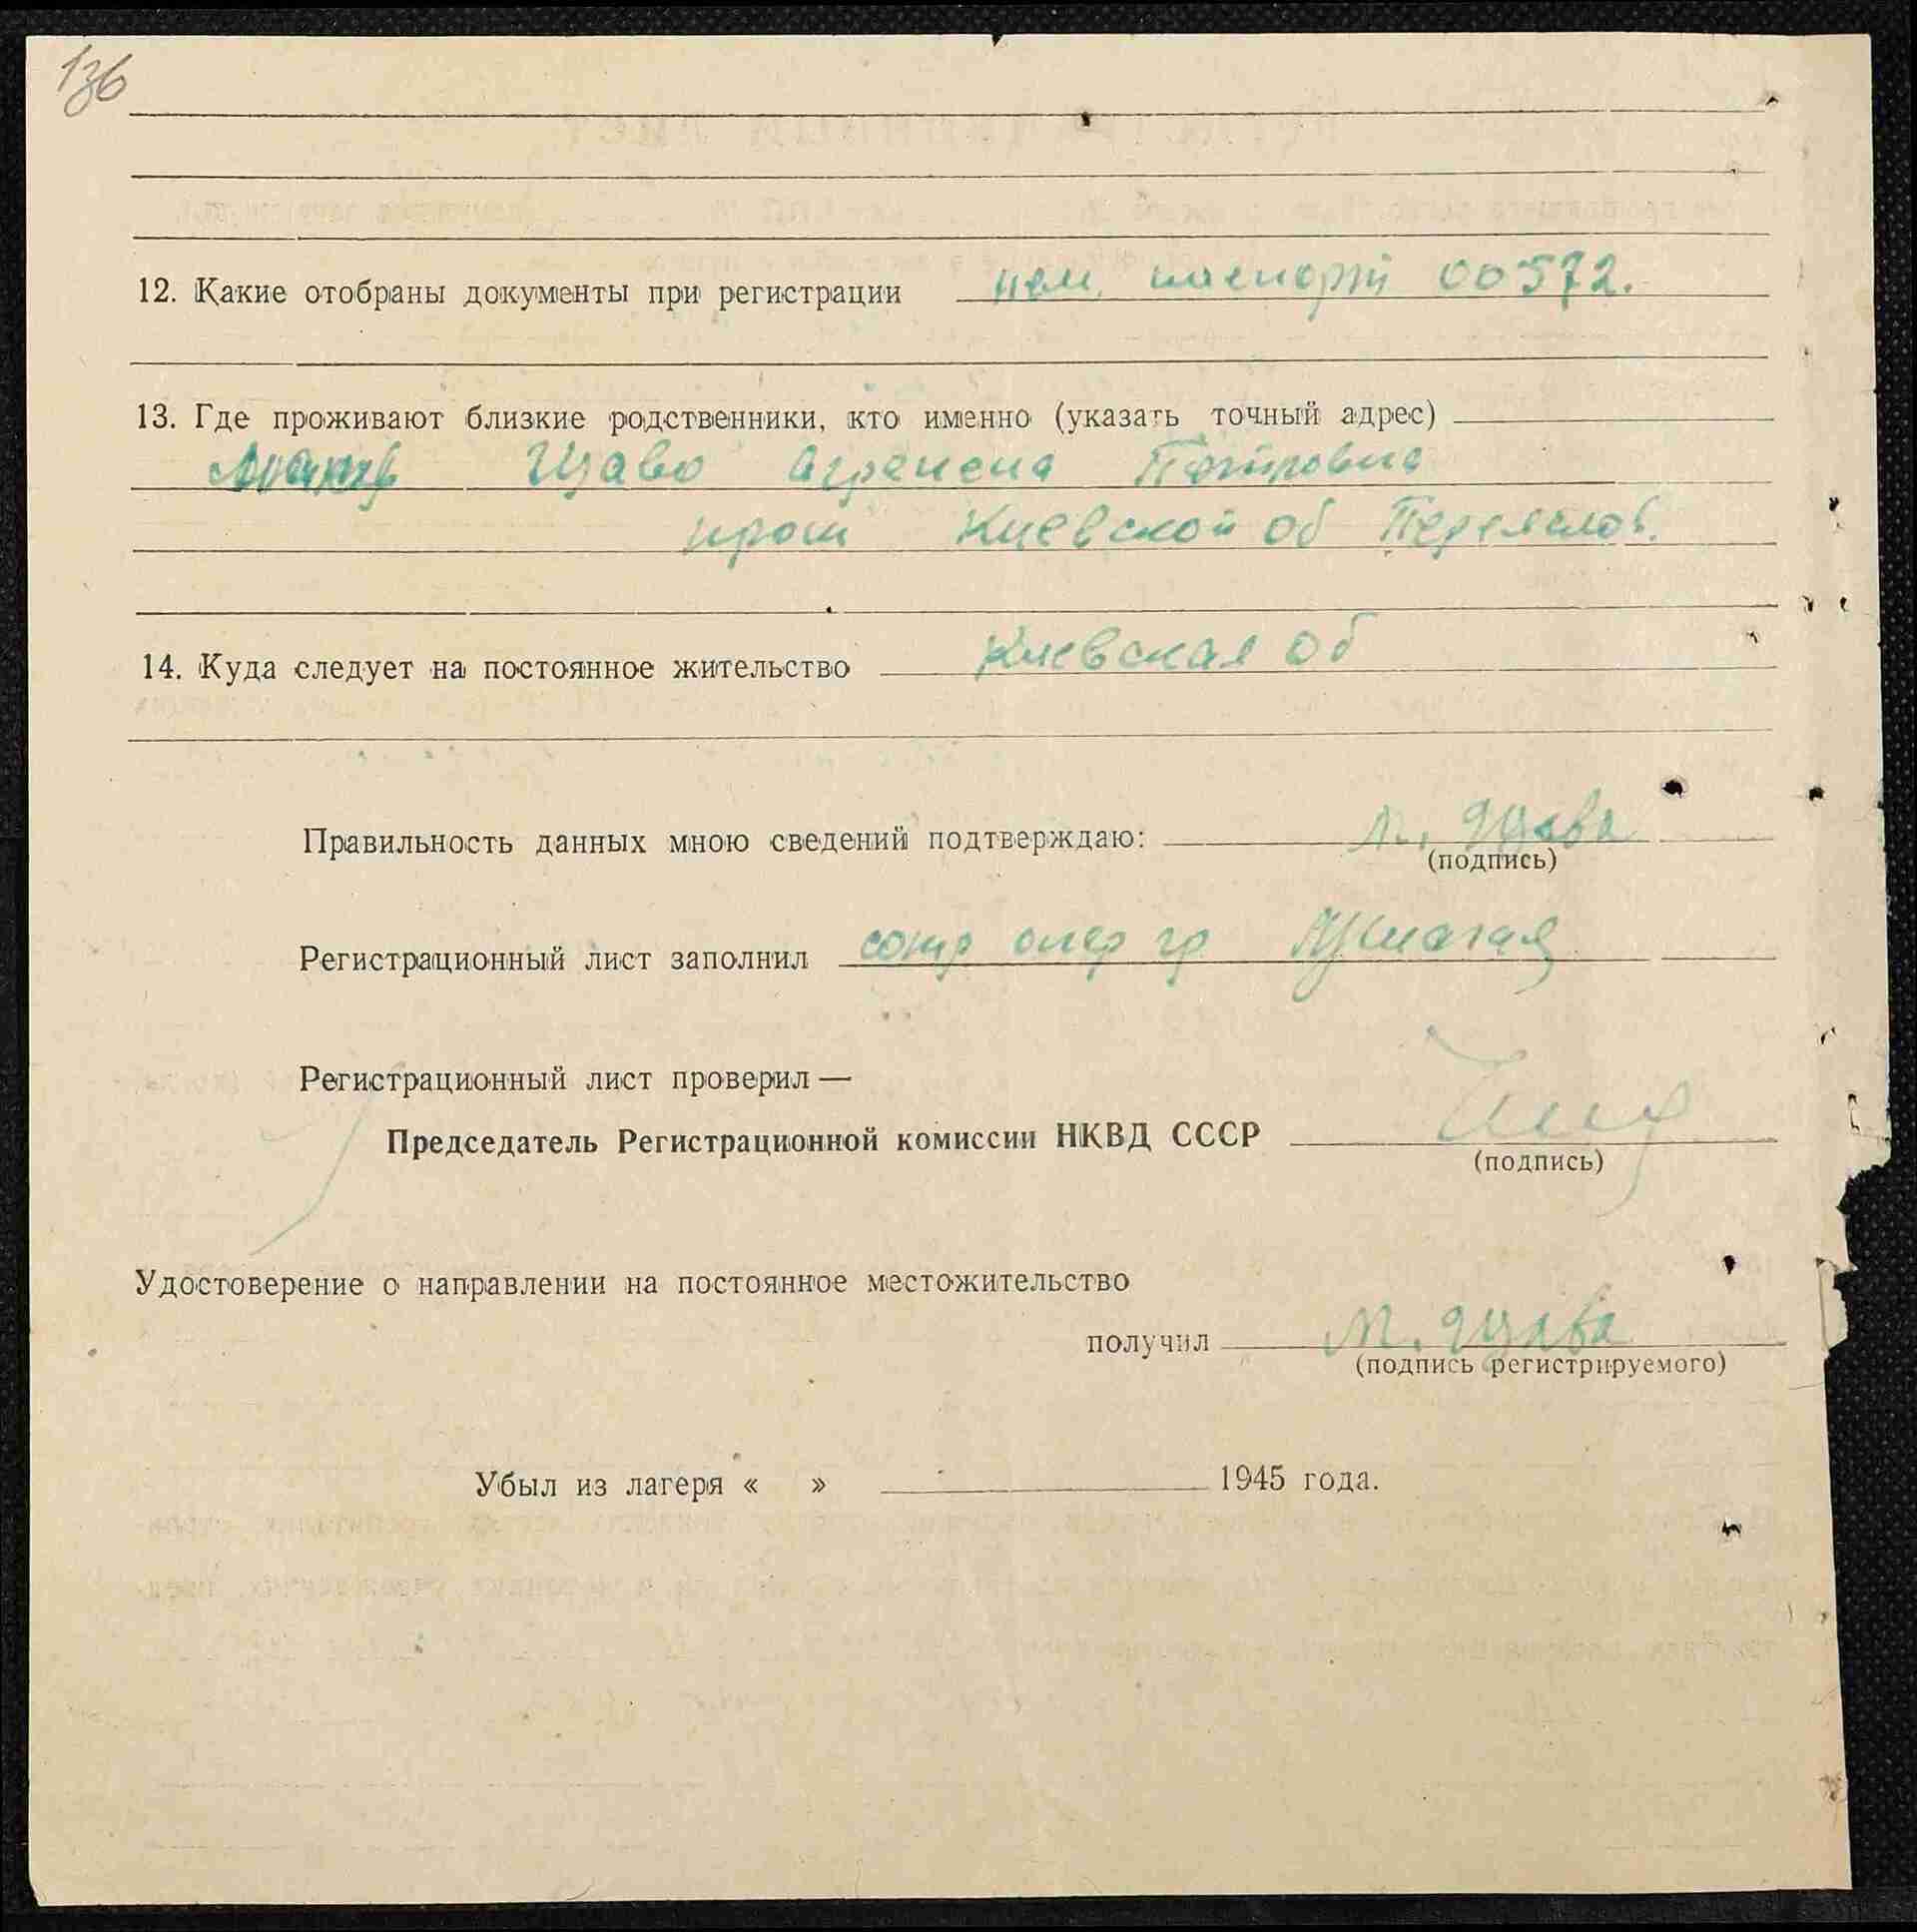 136
12. Какие отобраны документы при регистрации нем. паспорт 00572.
13. Где проживают близкие родственники, кто именно (указать точный адрес)
мать Петровна
прож Киевской об
14. Куда следует на постоянное жительство Киевская об
Правильность данных мною сведений подтверждаю:
(подпись)
Регистрационный лист заполнил сотр опер гр
Регистрационный лист проверил —
Председатель Регистрационной комиссии НКВД СССР
(подпись)
Удостоверение о направлении на постоянное местожительство
получил
(подпись регистрируемого)
Убыл из лагеря « » 1945 года.